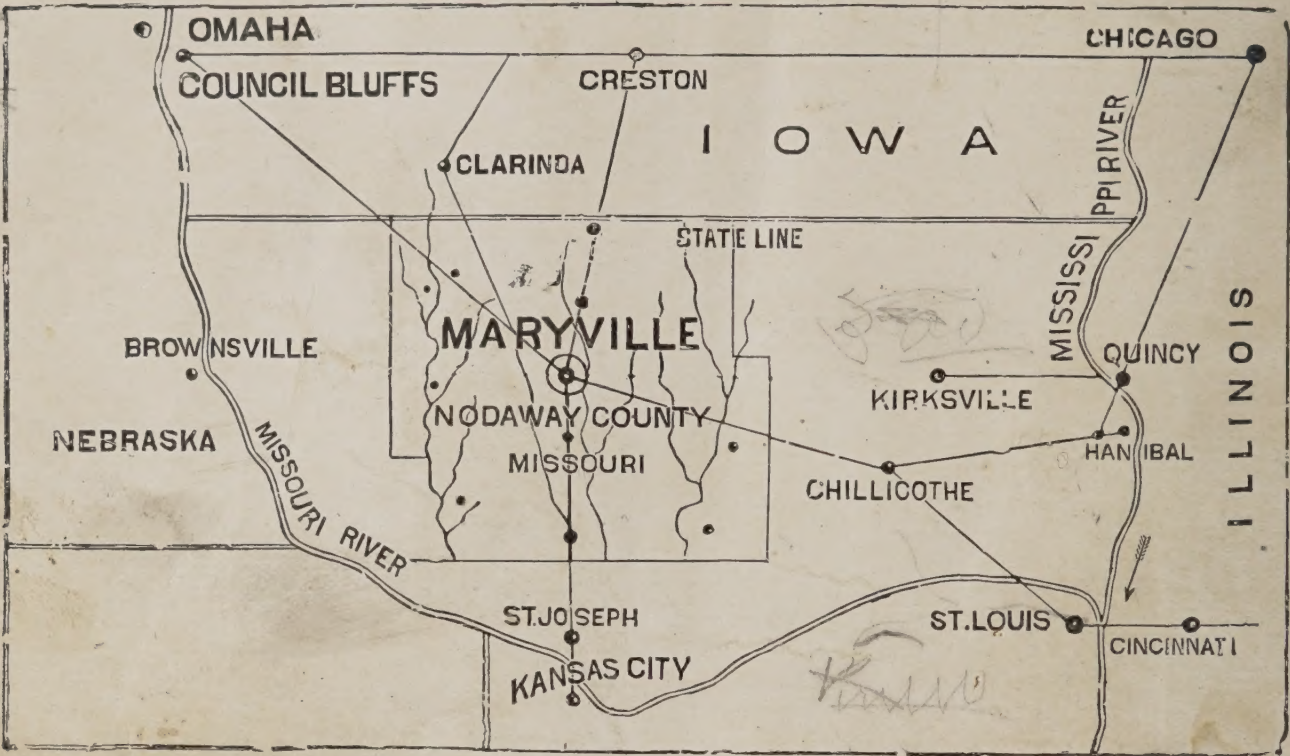 OMAHA
CHICAGO
COUNCIL BLUFFS
CRESTON
IOWA
CLARINDA
MISSISSIPPI RIVER
STATE LINE
MARYVILLE
BROWNSVILLE
QUINCY
KIRKSVILLE
NODAWAY COUNTY
NEBRASKA
MISSOURI
HANIBAL
ILLINOIS
CHILLICOTHE
MISSOURI RIVER
ST. JOSEPH
ST. LOUIS
CINCINNATI
KANSAS CITY